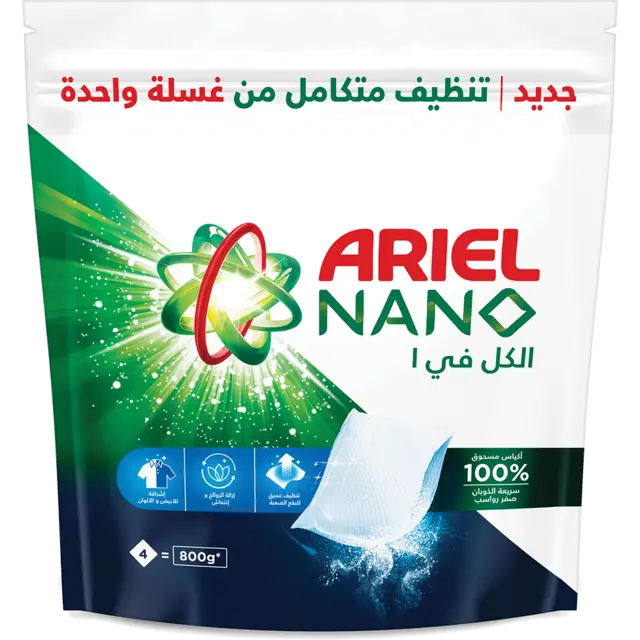 جديد | تنظيف متكامل من غسلة واحدة
ARIEL
NANO
الكل في ١
إشراقة
للأبيض و الألوان
إزالة الروائح و
إنتعاش
تنظيف عميق
للبقع الصعبة
أكياس مسحوق
100%
سريعة الذوبان
صفر رواسب
4 = 800g*